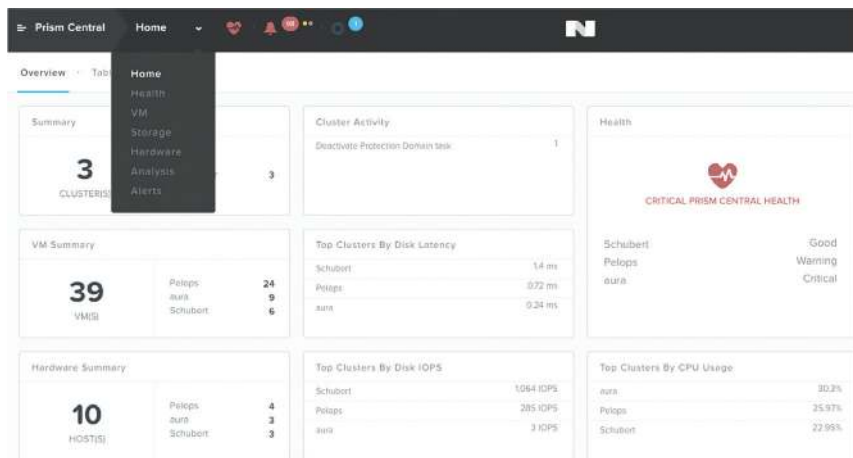 Prism Central Home
Overview Tabl
Home
Health
VM
Storage
Hardware
Analysis
Alerts
Summary
3
CLUSTER(S)
3
Cluster Activity
Deactivate Protection Domain task 1
Health
CRITICAL PRISM CENTRAL HEALTH
Schubert Good
Pelops Warning
aura Critical
VM Summary
39
VM(S)
Pelops 24
aura 9
Schubert 6
Top Clusters By Disk Latency
Schubert 1.4 ms
Pelops 0.72 ms
aura 0.24 ms
Hardware Summary
10
HOST(S)
Pelops 4
aura 3
Schubert 3
Top Clusters By Disk IOPS
Schubert 1,064 IOPS
Pelops 285 IOPS
aura 3 IOPS
Top Clusters By CPU Usage
aura 30.3%
Pelops 25.97%
Schubert 22.95%